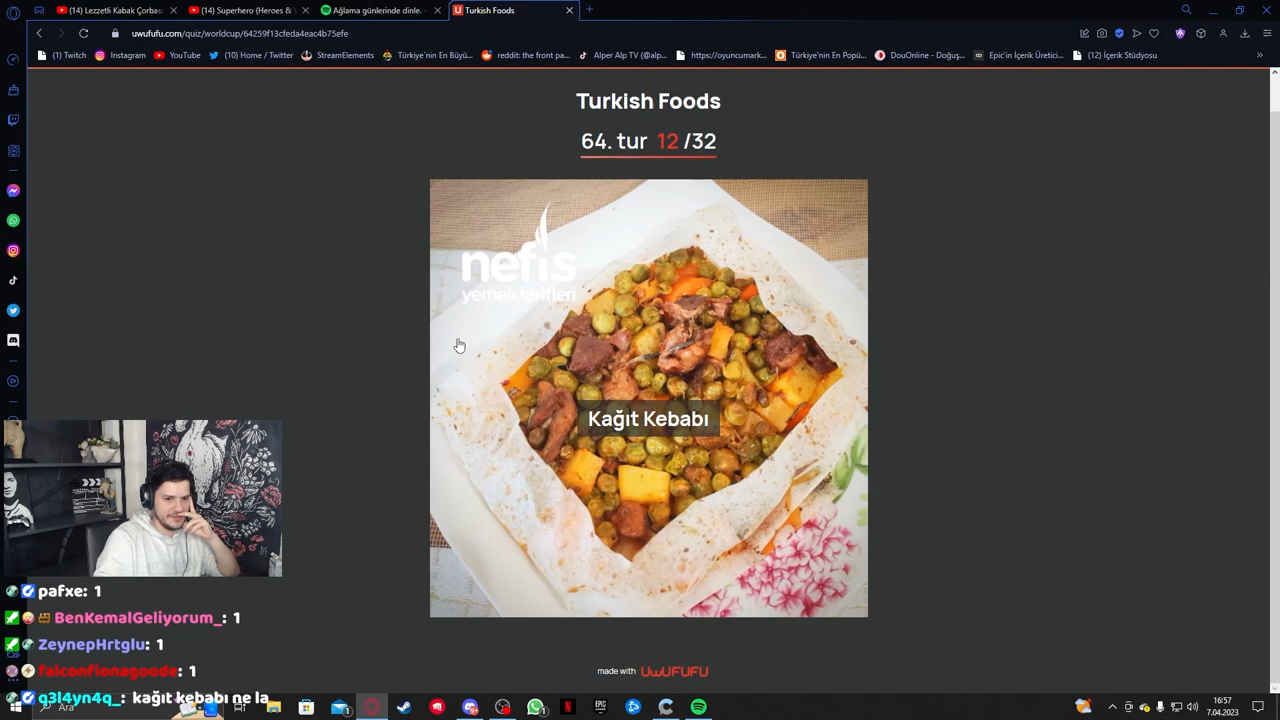 (14) Lezzetli Kabak Çorbas
(14) Superhero (Heroes &
Ağlama günlerinde dinle. -
Turkish Foods
uwufufu.com/quiz/worldcup/64259f13cfeda4eac4b75efe
(1) Twitch
Instagram
YouTube
(10) Home / Twitter
StreamElements
Türkiye'nin En Büyü...
reddit: the front pa...
Alper Alp TV (@alp...
https://oyuncumark...
Türkiye'nin En Popü...
DouOnline - Doğuş...
Epic'in İçerik Üretici...
(12) İçerik Stüdyosu
Turkish Foods
64. tur 12 /32
nefis
yemek tarifleri
Kağıt Kebabı
pafxe: 1
BenKemalGeliyorum_: 1
ZeynepHrtglu: 1
falconfionagoode: 1
q3l4yn4q_: kağıt kebabı ne la
made with UWUFUFU
Ara
16:57
7.04.2023